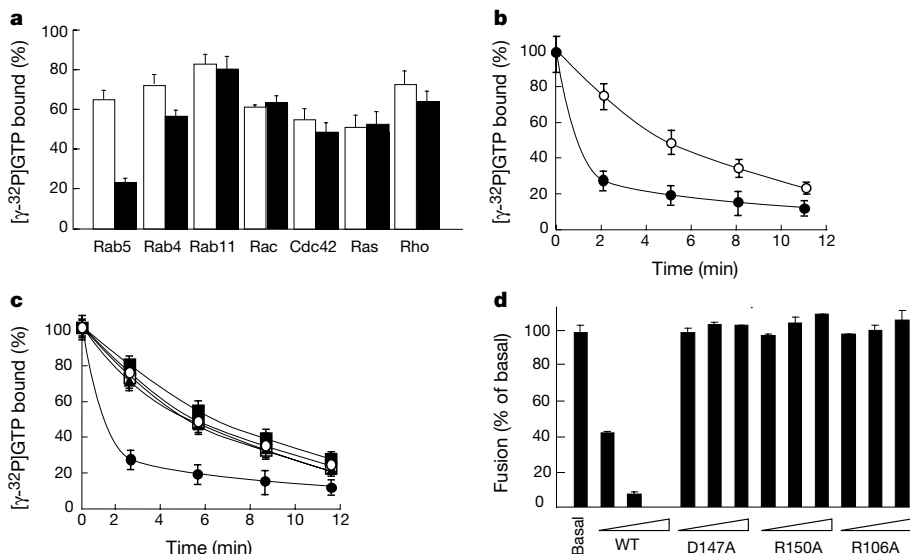 a
[γ-³²P]GTP bound (%)
100
80
60
40
20
0
Rab5 Rab4 Rab11 Rac Cdc42 Ras Rho
b
[γ-³²P]GTP bound (%)
100
80
60
40
20
0
0 2 4 6 8 10 12
Time (min)
c
[γ-³²P]GTP bound (%)
100
80
60
40
20
0
0 2 4 6 8 10 12
Time (min)
d
Fusion (% of basal)
100
80
60
40
20
0
Basal
WT D147A R150A R106A